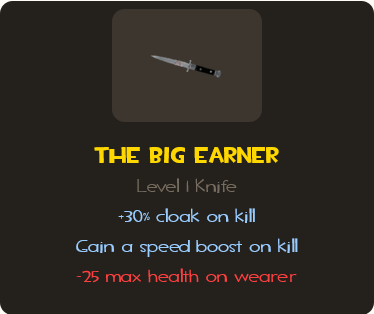 THE BIG EARNER
Level 1 Knife
+30% cloak on kill
Gain a speed boost on kill
-25 max health on wearer